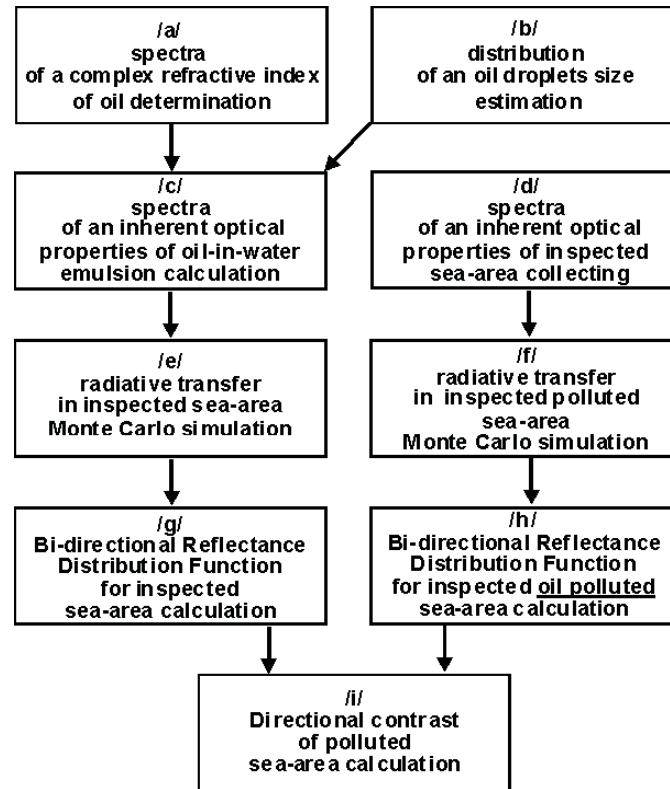 /a/
spectra
of a complex refractive index
of oil determination
/b/
distribution
of an oil droplets size
estimation
/c/
spectra
of an inherent optical
properties of oil-in-water
emulsion calculation
/d/
spectra
of an inherent optical
properties of inspected
sea-area collecting
/e/
radiative transfer
in inspected sea-area
Monte Carlo simulation
/f/
radiative transfer
in inspected polluted
sea-area
Monte Carlo simulation
/g/
Bi-directional Reflectance
Distribution Function
for inspected
sea-area calculation
/h/
Bi-directional Reflectance
Distribution Function
for inspected oil polluted
sea-area calculation
/i/
Directional contrast
of polluted
sea-area calculation